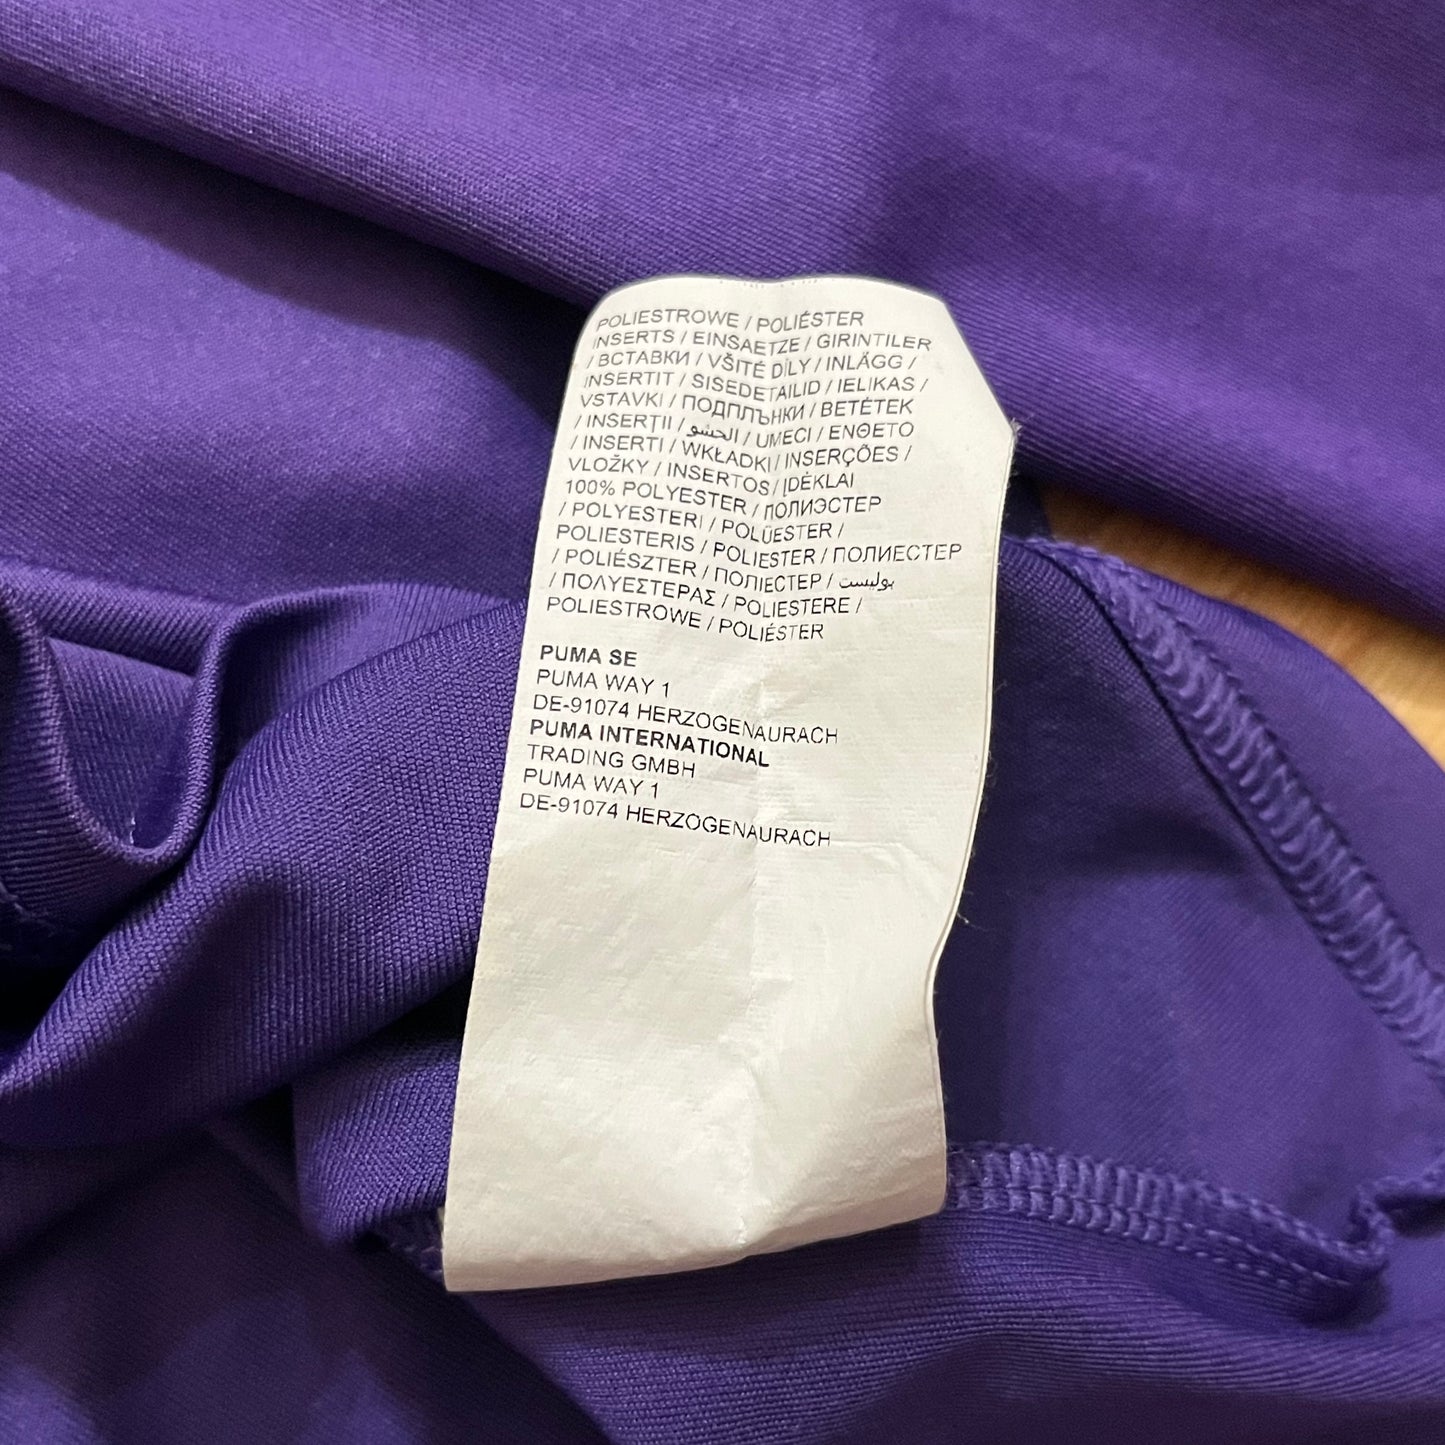 POLIESTROWE / POLIÉSTER
INSERTS / EINSAETZE / GIRINTILER
/ ВСТАВКИ / VŠITÉ DÍLY / INLÄGG /
INSERTIT / SISEDETAILID / IELIKAS /
VSTAVKI / ПОДПЛЪНКИ / BETÉTEK
/ INSERŢII / الحشو / UMECI / ΕΝΘΕΤΟ
/ INSERTI / WKŁADKI / INSERÇÕES /
VLOŽKY / INSERTOS / ĮDĖKLAI
100% POLYESTER / ПОЛИЭСТЕР
/ POLYESTERI / POLÜESTER /
POLIESTERIS / POLIESTER / ПОЛИЕСТЕР
/ POLIÉSZTER / ПОЛІЕСТЕР / بوليست
/ ΠΟΛΥΕΣΤΕΡΑΣ / POLIESTERE /
POLIESTROWE / POLIÉSTER
PUMA SE
PUMA WAY 1
DE-91074 HERZOGENAURACH
PUMA INTERNATIONAL
TRADING GMBH
PUMA WAY 1
DE-91074 HERZOGENAURACH